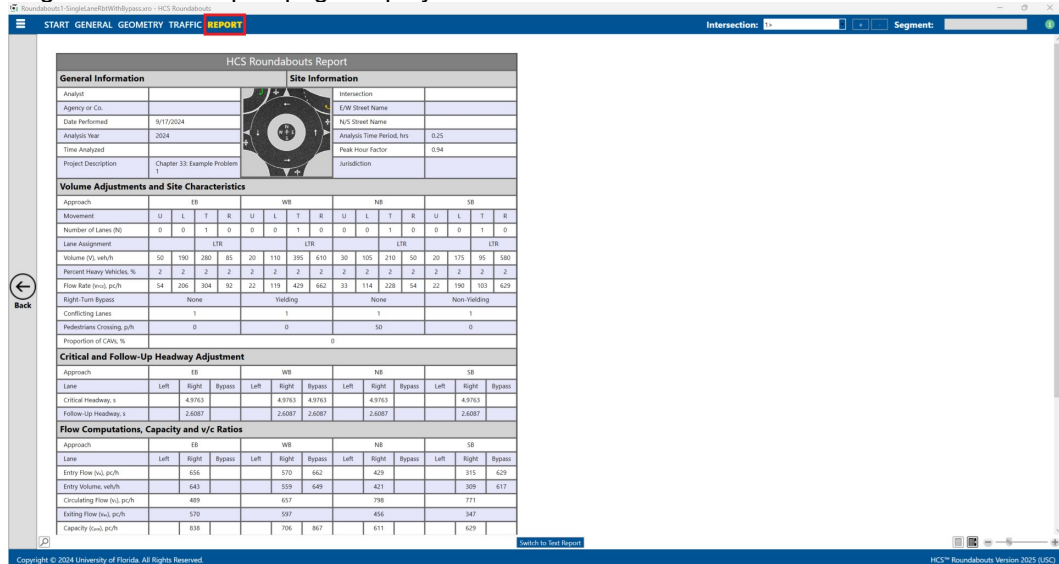 Roundabouts1-SingleLaneRbtWithBypass.xro - HCS Roundabouts
START GENERAL GEOMETRY TRAFFIC REPORT Intersection: 1> + - Segment:
HCS Roundabouts Report
General Information Site Information
Analyst Intersection
Agency or Co. E/W Street Name
Date Performed 9/17/2024 N/S Street Name
Analysis Year 2024 Analysis Time Period, hrs 0.25
Time Analyzed Peak Hour Factor 0.94
Project Description Chapter 33: Example Problem 1 Jurisdiction
Volume Adjustments and Site Characteristics
Approach EB WB NB SB
Movement U L T R U L T R U L T R U L T R
Number of Lanes (N) 0 0 1 0 0 0 1 0 0 0 1 0 0 0 1 0
Lane Assignment LTR LTR LTR LTR
Volume (V), veh/h 50 190 280 85 20 110 395 610 30 105 210 50 20 175 95 580
Percent Heavy Vehicles, % 2 2 2 2 2 2 2 2 2 2 2 2 2 2 2 2
Flow Rate (vPCE), pc/h 54 206 304 92 22 119 429 662 33 114 228 54 22 190 103 629
Right-Turn Bypass None Yielding None Non-Yielding
Conflicting Lanes 1 1 1 1
Pedestrians Crossing, p/h 0 0 50 0
Proportion of CAVs, % 0
Critical and Follow-Up Headway Adjustment
Approach EB WB NB SB
Lane Left Right Bypass Left Right Bypass Left Right Bypass Left Right Bypass
Critical Headway, s 4.9763 4.9763 4.9763 4.9763 4.9763
Follow-Up Headway, s 2.6087 2.6087 2.6087 2.6087 2.6087
Flow Computations, Capacity and v/c Ratios
Approach EB WB NB SB
Lane Left Right Bypass Left Right Bypass Left Right Bypass Left Right Bypass
Entry Flow (ve), pc/h 656 570 662 429 315 629
Entry Volume, veh/h 643 559 649 421 309 617
Circulating Flow (vc), pc/h 489 657 798 771
Exiting Flow (vex), pc/h 570 597 456 347
Capacity (cpce), pc/h 838 706 867 611 629
Back
Switch to Text Report
Copyright © 2024 University of Florida. All Rights Reserved. HCS™ Roundabouts Version 2025 (USC)